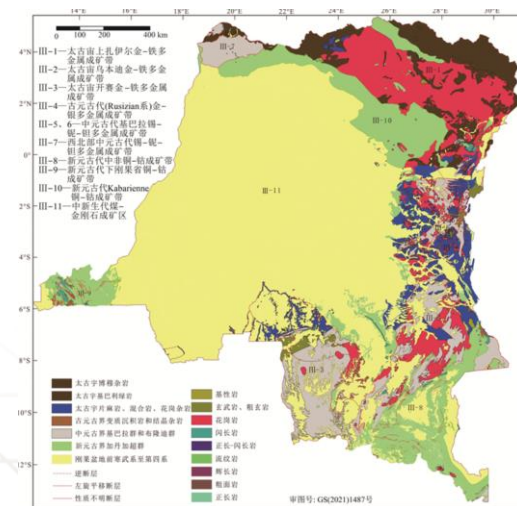 0 100 200 400 km
20°E 22°E 24°E 26°E 28°E 30°E
4°N
2°N
0°
2°S
4°S
6°S
8°S
10°S
12°S
III-1—太古宙上扎伊尔金-铁多
金属成矿带
III-2—太古宙乌本迪金-铁多金
属成矿带
III-3—太古宙开赛金-铁多金属
成矿带
III-4—古元古代(Rusizian系)金-
钼多金属成矿带
III-5、6—中元古代基巴拉锡-
铌-钽多金属成矿带
III-7—西北部中元古代锡-铌-
钽多金属成矿带
III-8—新元古代中非铜-钴成矿带
III-9—新元古代下刚果省铜-钴
成矿带
III-10—新元古代Kabarienne
铜-钴成矿带
III-11—中新生代煤-
金刚石成矿区
III-10
III-11
III-3
III-8
太古宇博穆杂岩
太古宇基巴利绿岩
太古宇片麻岩、混合岩、花岗杂岩
古元古界变质沉积岩和结晶杂岩
中元古界基巴拉群和布隆迪群
新元古界加丹加超群
刚果盆地前寒武系至第四系
逆断层
左旋平移断层
性质不明断层
基性岩
玄武岩、粗玄岩
花岗岩
正长-闪长岩
流纹岩
辉长岩
粗面岩
正长岩
审图号: GS(2021)1487号